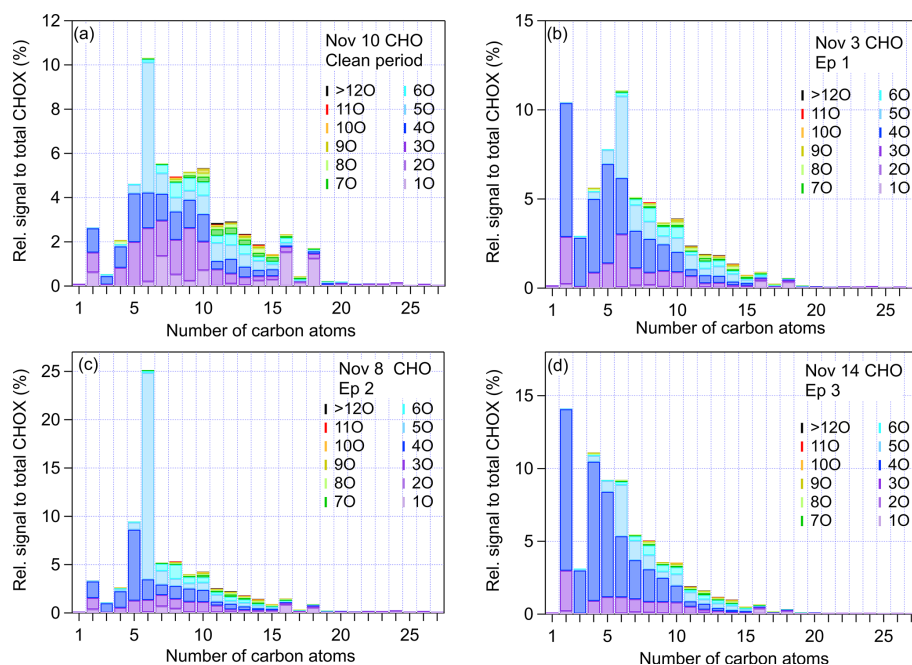 (a)
Nov 10 CHO
Clean period
>12O 6O
11O 5O
10O 4O
9O 3O
8O 2O
7O 1O
Rel. signal to total CHOX (%)
12
10
8
6
4
2
0
1 5 10 15 20 25
Number of carbon atoms
(b)
Nov 3 CHO
Ep 1
>12O 6O
11O 5O
10O 4O
9O 3O
8O 2O
7O 1O
Rel. signal to total CHOX (%)
15
10
5
0
1 5 10 15 20 25
Number of carbon atoms
(c)
Nov 8 CHO
Ep 2
>12O 6O
11O 5O
10O 4O
9O 3O
8O 2O
7O 1O
Rel. signal to total CHOX (%)
25
20
15
10
5
0
1 5 10 15 20 25
Number of carbon atoms
(d)
Nov 14 CHO
Ep 3
>12O 6O
11O 5O
10O 4O
9O 3O
8O 2O
7O 1O
Rel. signal to total CHOX (%)
15
10
5
0
1 5 10 15 20 25
Number of carbon atoms